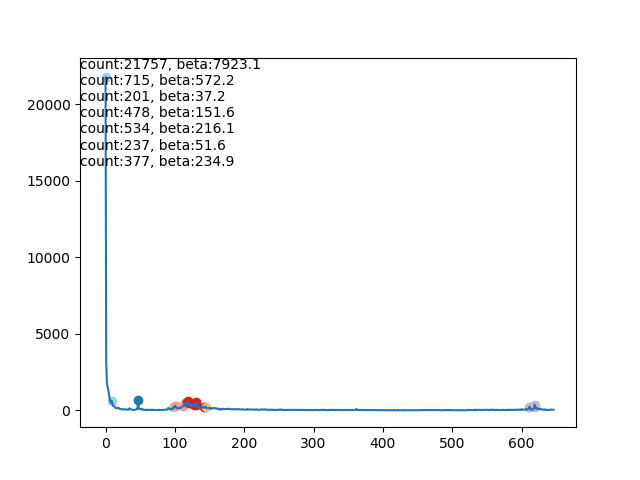 count:21757, beta:7923.1
count:715, beta:572.2
count:201, beta:37.2
count:478, beta:151.6
count:534, beta:216.1
count:237, beta:51.6
count:377, beta:234.9
20000
15000
10000
5000
0
0 100 200 300 400 500 600